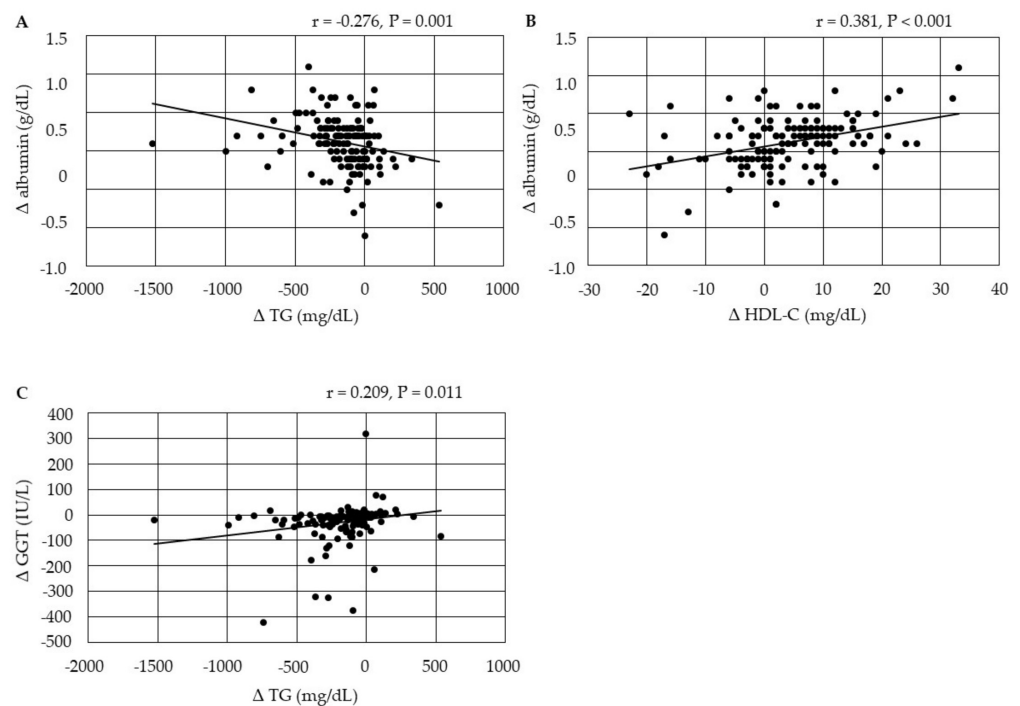 A
r = -0.276, P = 0.001
1.5
1.0
0.5
0
-0.5
-1.0
Δ albumin (g/dL)
-2000 -1500 -1000 -500 0 500 1000
Δ TG (mg/dL)
B
r = 0.381, P < 0.001
1.5
1.0
0.5
0
-0.5
-1.0
Δ albumin (g/dL)
-30 -20 -10 0 10 20 30 40
Δ HDL-C (mg/dL)
C
r = 0.209, P = 0.011
400
300
200
100
0
-100
-200
-300
-400
-500
Δ GGT (IU/L)
-2000 -1500 -1000 -500 0 500 1000
Δ TG (mg/dL)